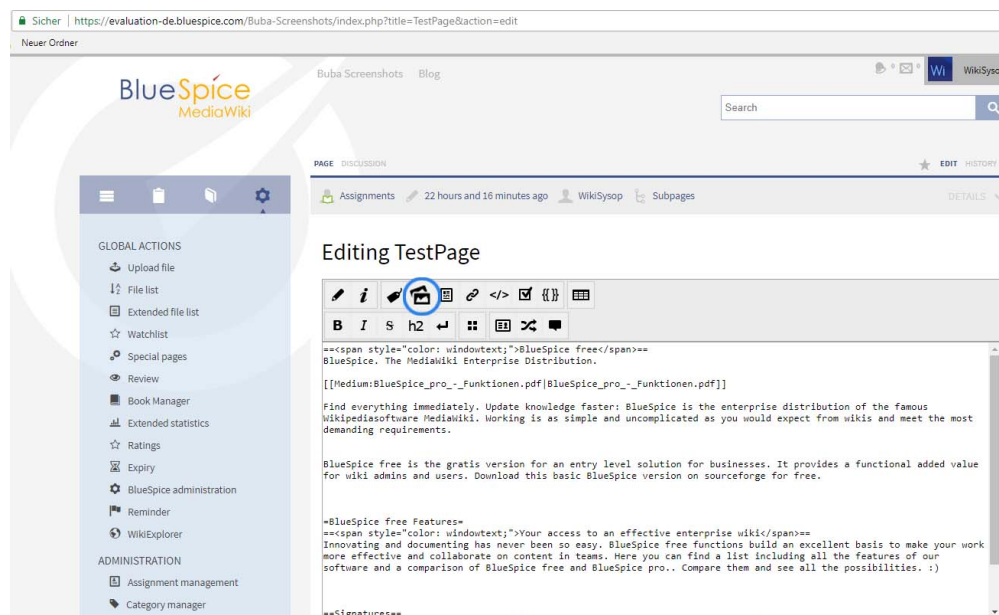 Sicher | https://evaluation-de.bluespice.com/Buba-Screenshots/index.php?title=TestPage&action=edit
Neuer Ordner
BlueSpice
MediaWiki
Buba Screenshots Blog
Wi WikiSyso
Search
PAGE DISCUSSION
EDIT HISTORY
Assignments 22 hours and 16 minutes ago WikiSysop Subpages
DETAILS
GLOBAL ACTIONS
Upload file
File list
Extended file list
Watchlist
Special pages
Review
Book Manager
Extended statistics
Ratings
Expiry
BlueSpice administration
Reminder
WikiExplorer
ADMINISTRATION
Assignment management
Category manager
Editing TestPage
i </> {{}}
B I S h2
==<span style="color: windowtext;">BlueSpice free</span>==
BlueSpice. The MediaWiki Enterprise Distribution.
[[Medium:BlueSpice_pro_-_Funktionen.pdf|BlueSpice_pro_-_Funktionen.pdf]]
Find everything immediately. Update knowledge faster: BlueSpice is the enterprise distribution of the famous
Wikipediasoftware MediaWiki. Working is as simple and uncomplicated as you would expect from wikis and meet the most
demanding requirements.
BlueSpice free is the gratis version for an entry level solution for businesses. It provides a functional added value
for wiki admins and users. Download this basic BlueSpice version on sourceforge for free.
=BlueSpice free Features=
==<span style="color: windowtext;">Your access to an effective enterprise wiki</span>==
Innovating and documenting has never been so easy. BlueSpice free functions build an excellent basis to make your work
more effective and collaborate on content in teams. Here you can find a list including all the features of our
software and a comparison of BlueSpice free and BlueSpice pro.. Compare them and see all the possibilities. :)
==Signatures==